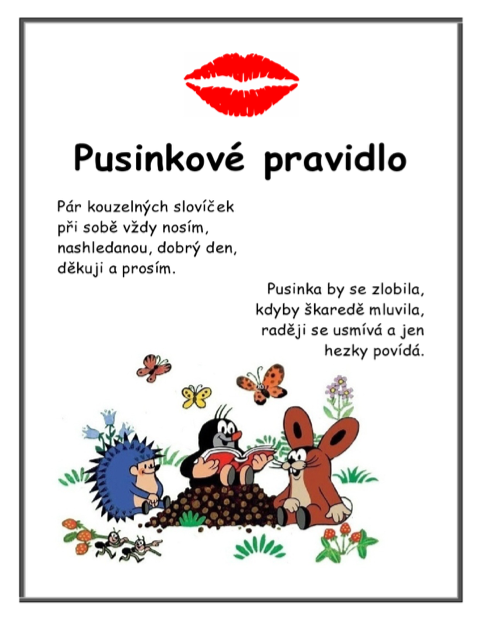 Pusinkové pravidlo
Pár kouzelných slovíček
při sobě vždy nosím,
nashledanou, dobrý den,
děkuji a prosím.
Pusinka by se zlobila,
kdyby škaredě mluvila,
raději se usmívá a jen
hezky povídá.